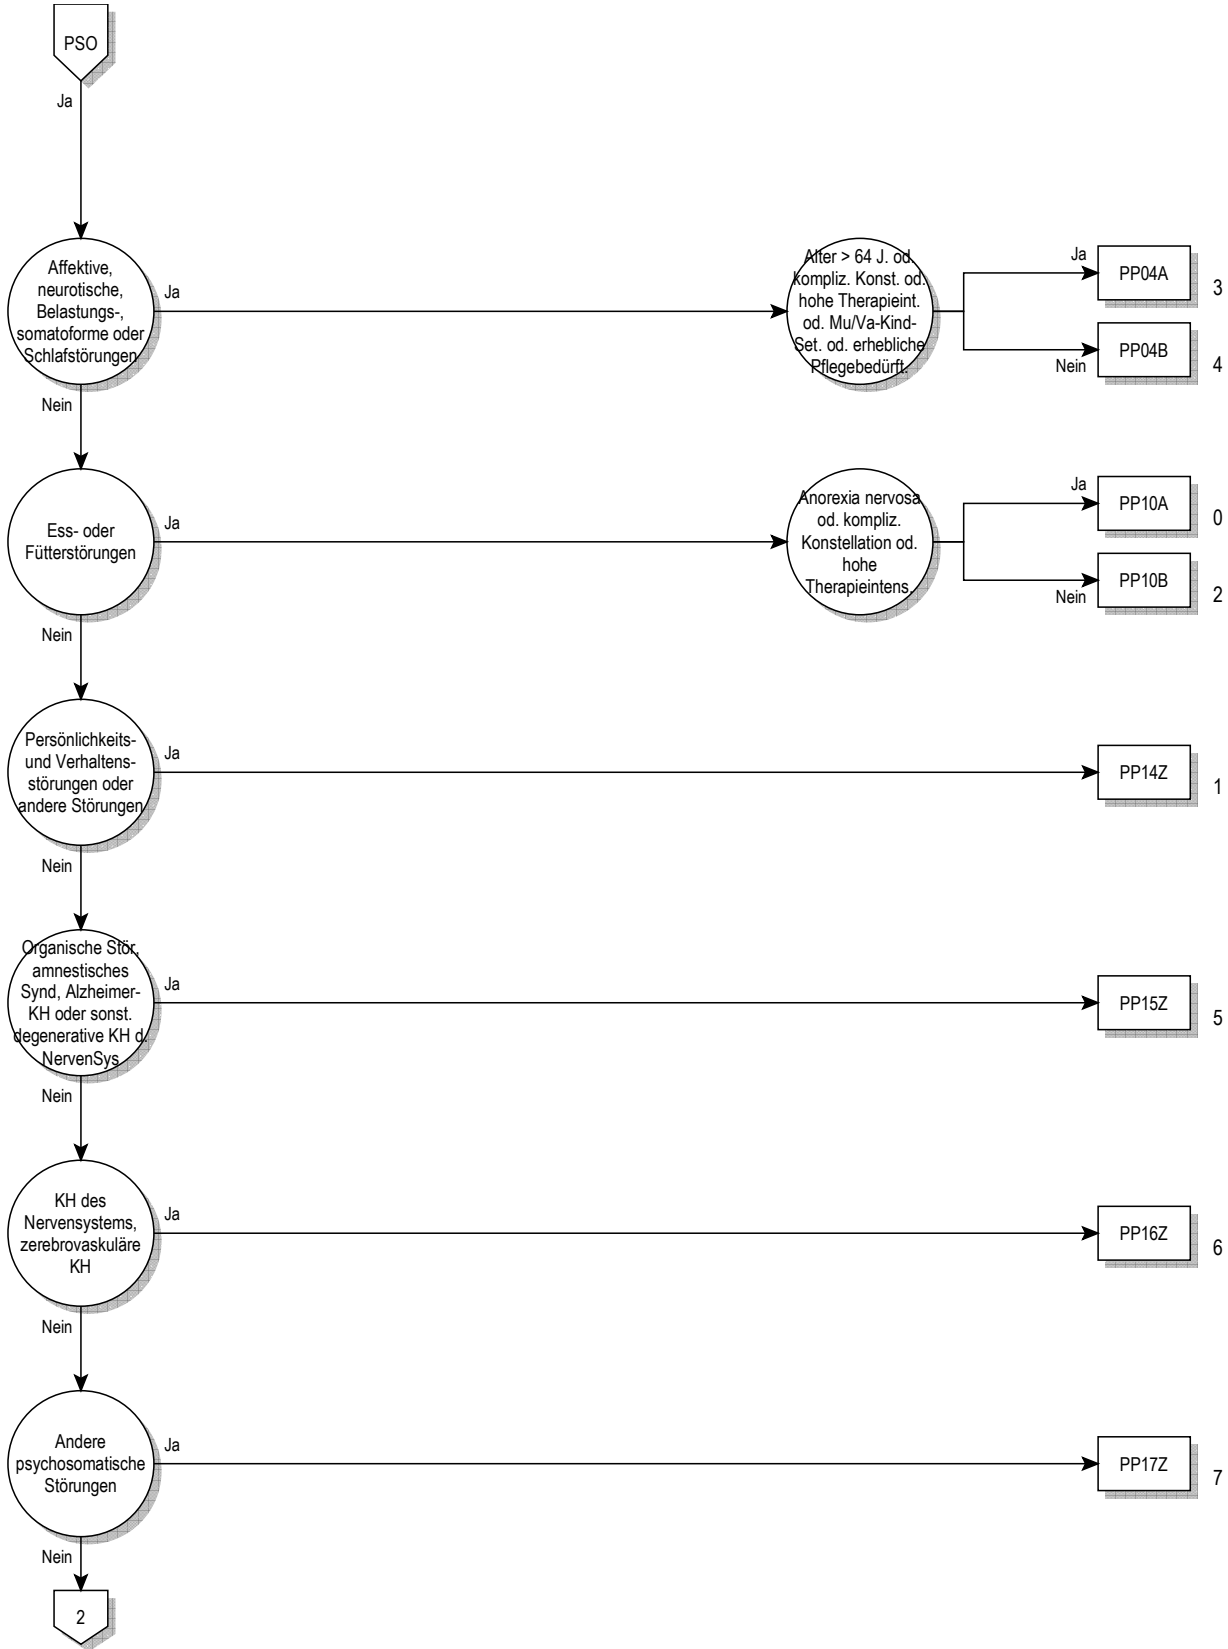 PSO
Ja
Affektive,
neurotische,
Belastungs-,
somatoforme oder
Schlafstörungen
Ja
Alter > 64 J. od.
kompliz. Konst. od.
hohe Therapieint.
od. Mu/Va-Kind-
Set. od. erhebliche
Pflegebedürft.
Ja
PP04A
3
Nein
PP04B
4
Nein
Ess- oder
Fütterstörungen
Ja
Anorexia nervosa
od. kompliz.
Konstellation od.
hohe
Therapieintens.
Ja
PP10A
0
Nein
PP10B
2
Nein
Persönlichkeits-
und Verhaltens-
störungen oder
andere Störungen
Ja
PP14Z
1
Nein
Organische Stör,
amnestisches
Synd, Alzheimer-
KH oder sonst.
degenerative KH d.
NervenSys
Ja
PP15Z
5
Nein
KH des
Nervensystems,
zerebrovaskuläre
KH
Ja
PP16Z
6
Nein
Andere
psychosomatische
Störungen
Ja
PP17Z
7
Nein
2